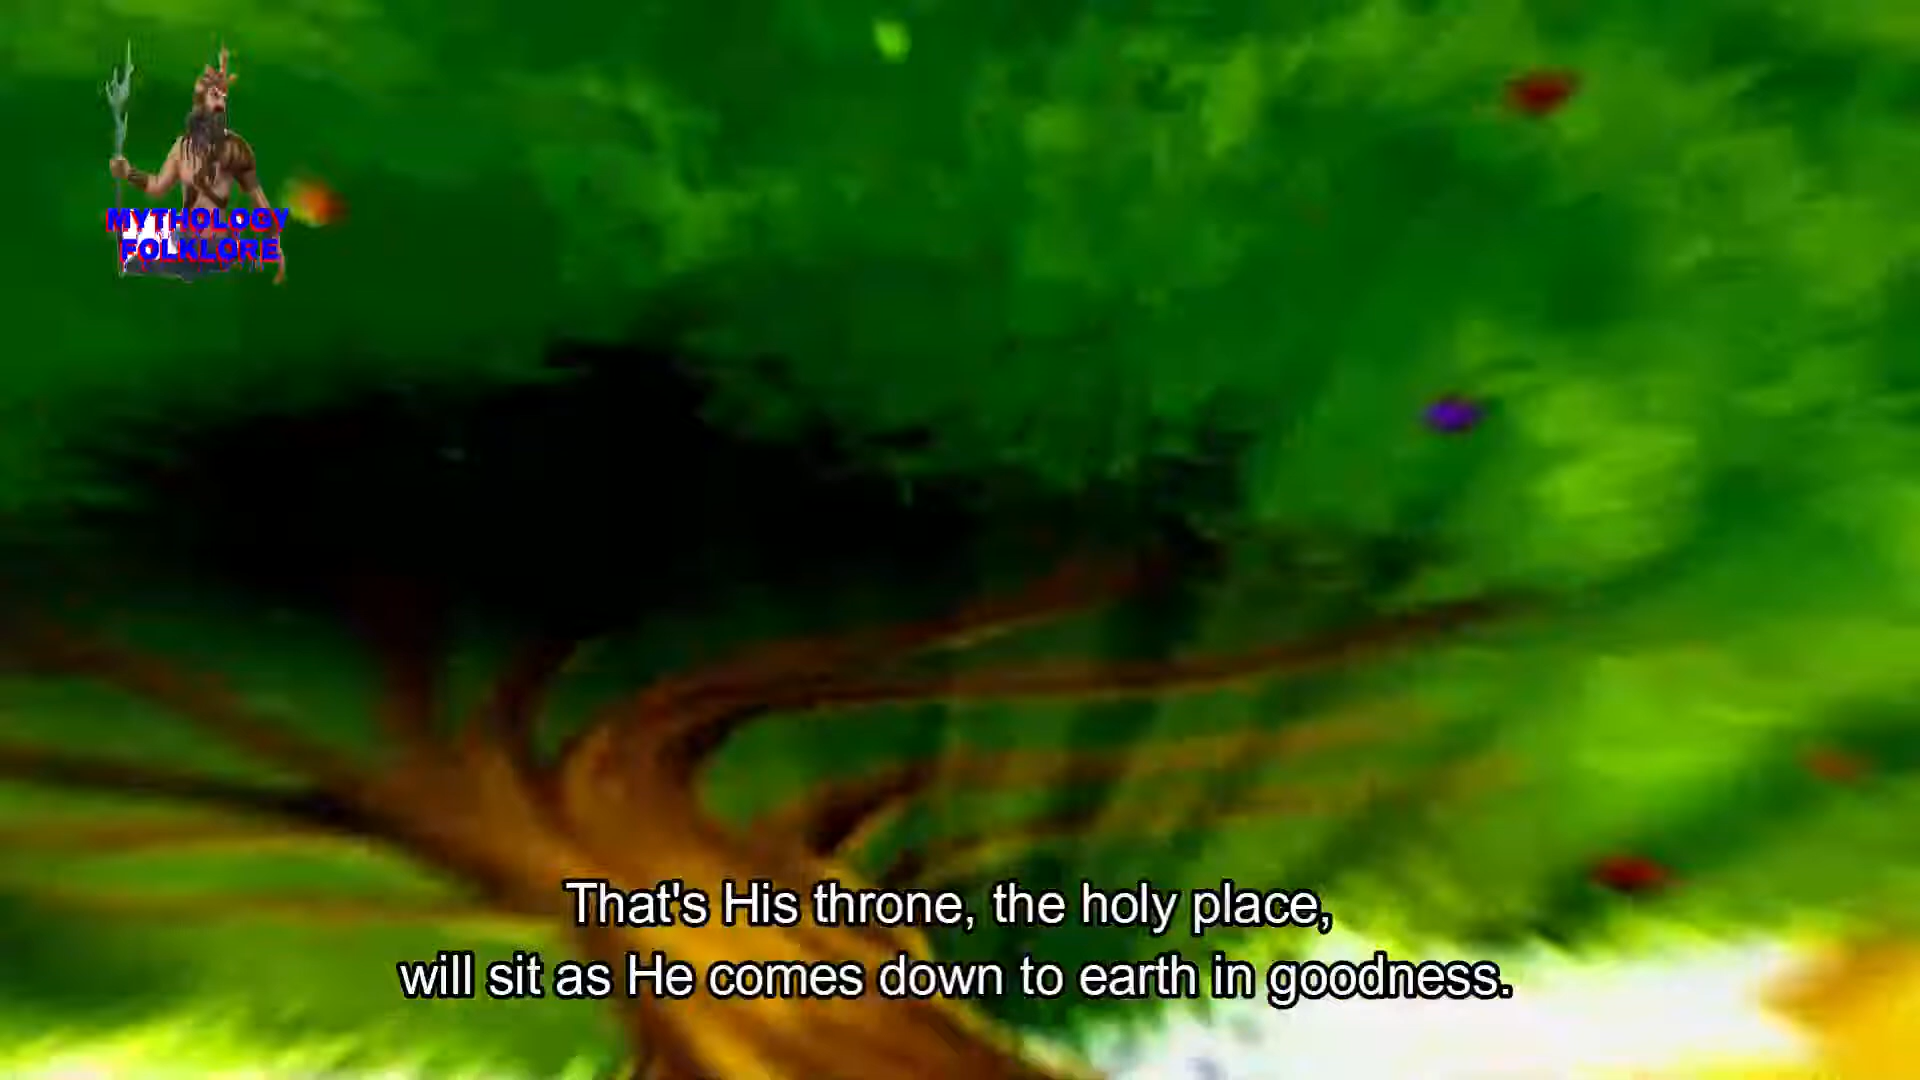 MYTHOLOGY
FOLKLORE
That's His throne, the holy place,
will sit as He comes down to earth in goodness.